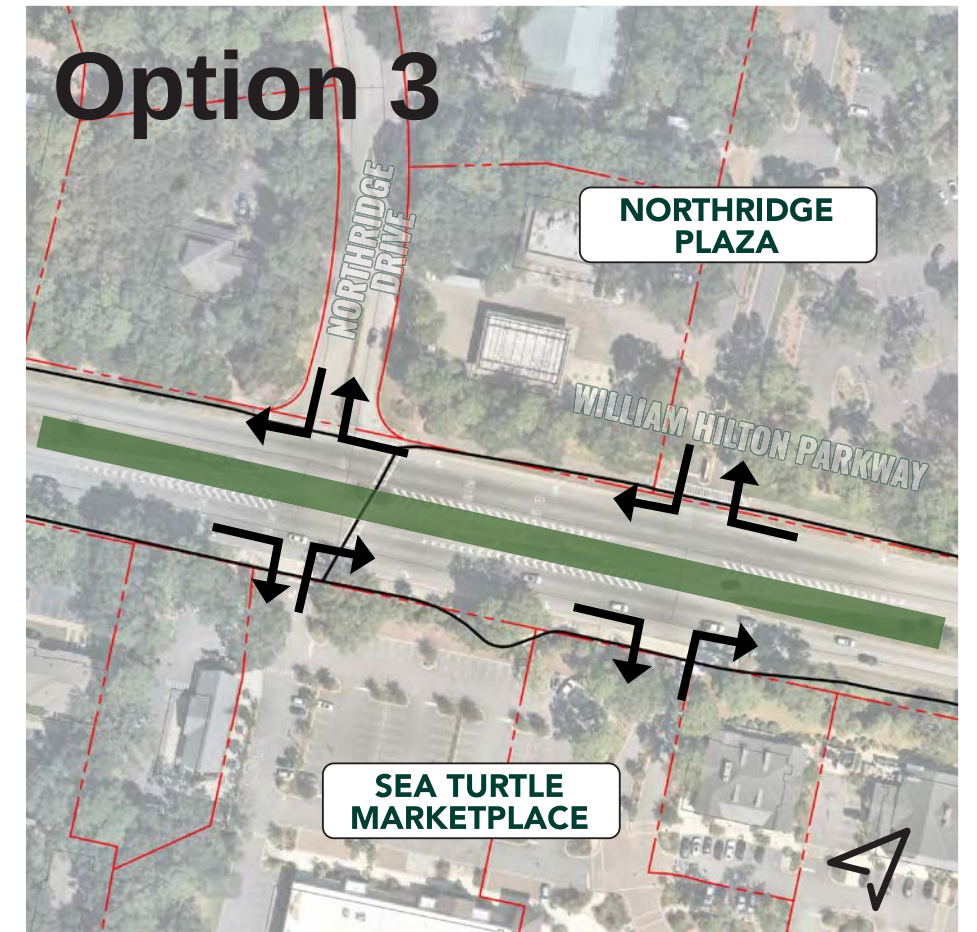 Option 3
NORTHRIDGE
DRIVE
NORTHRIDGE
PLAZA
WILLIAM HILTON PARKWAY
SEA TURTLE
MARKETPLACE